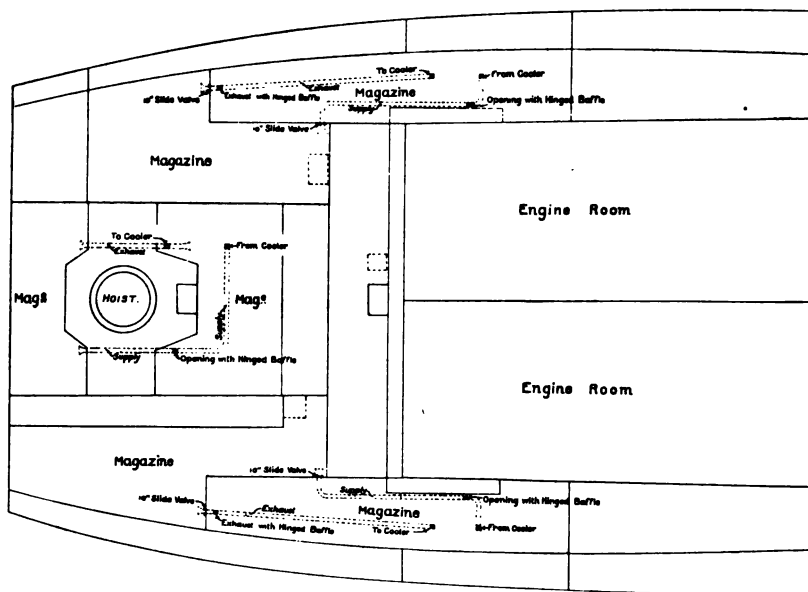 To Cooler
From Cooler
Exhaust
10" Slide Valve
Exhaust with Hinged Baffle
Magazine
Opening with Hinged Baffle
Supply
10" Slide Valve
Magazine
Engine Room
To Cooler
From Cooler
Exhaust
Magᵉ
HOIST.
Magᵉ
Supply
Supply
Opening with Hinged Baffle
Engine Room
Magazine
10" Slide Valve
10" Slide Valve
Supply
Opening with Hinged Baffle
Exhaust
Magazine
Exhaust with Hinged Baffle
To Cooler
From Cooler